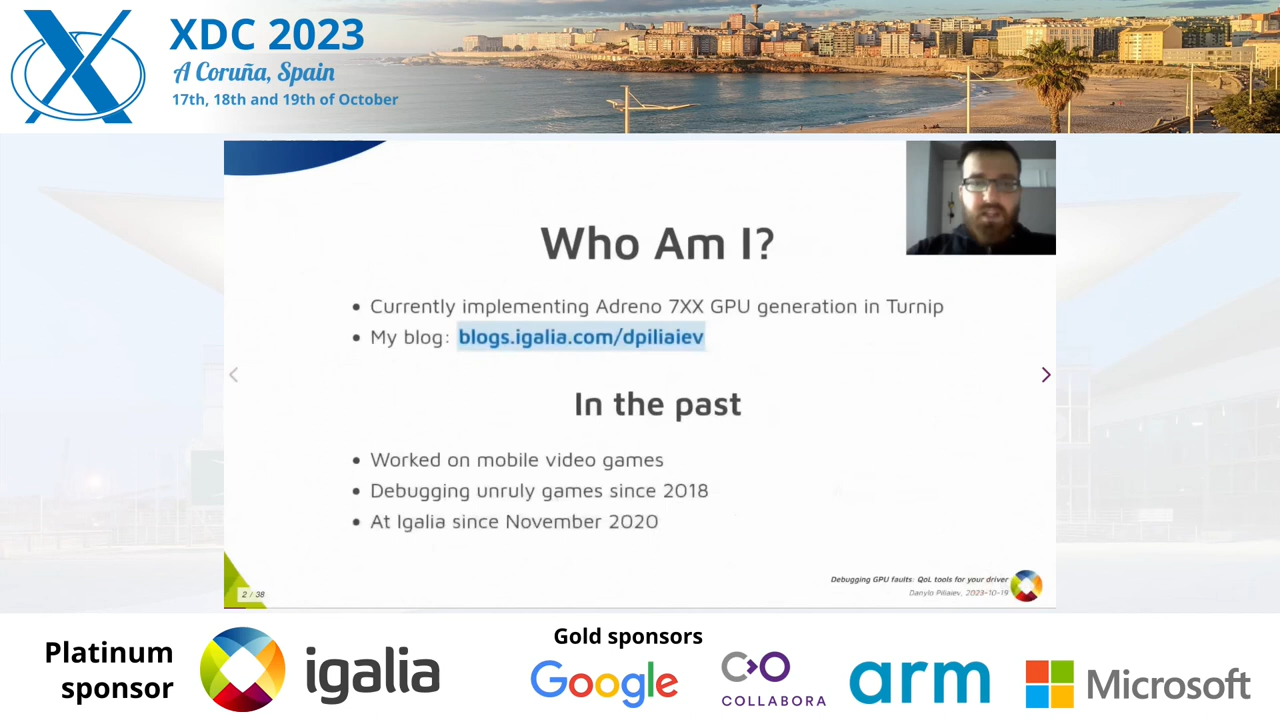 XDC 2023
A Coruña, Spain
17th, 18th and 19th of October
Who Am I?
• Currently implementing Adreno 7XX GPU generation in Turnip
• My blog: blogs.igalia.com/dpiliaiev
In the past
• Worked on mobile video games
• Debugging unruly games since 2018
• At Igalia since November 2020
2 / 38
Debugging GPU faults: QoL tools for your driver
Danylo Piliaiev, 2023-10-19
Platinum
sponsor
igalia
Gold sponsors
Google
COLLABORA
arm
Microsoft